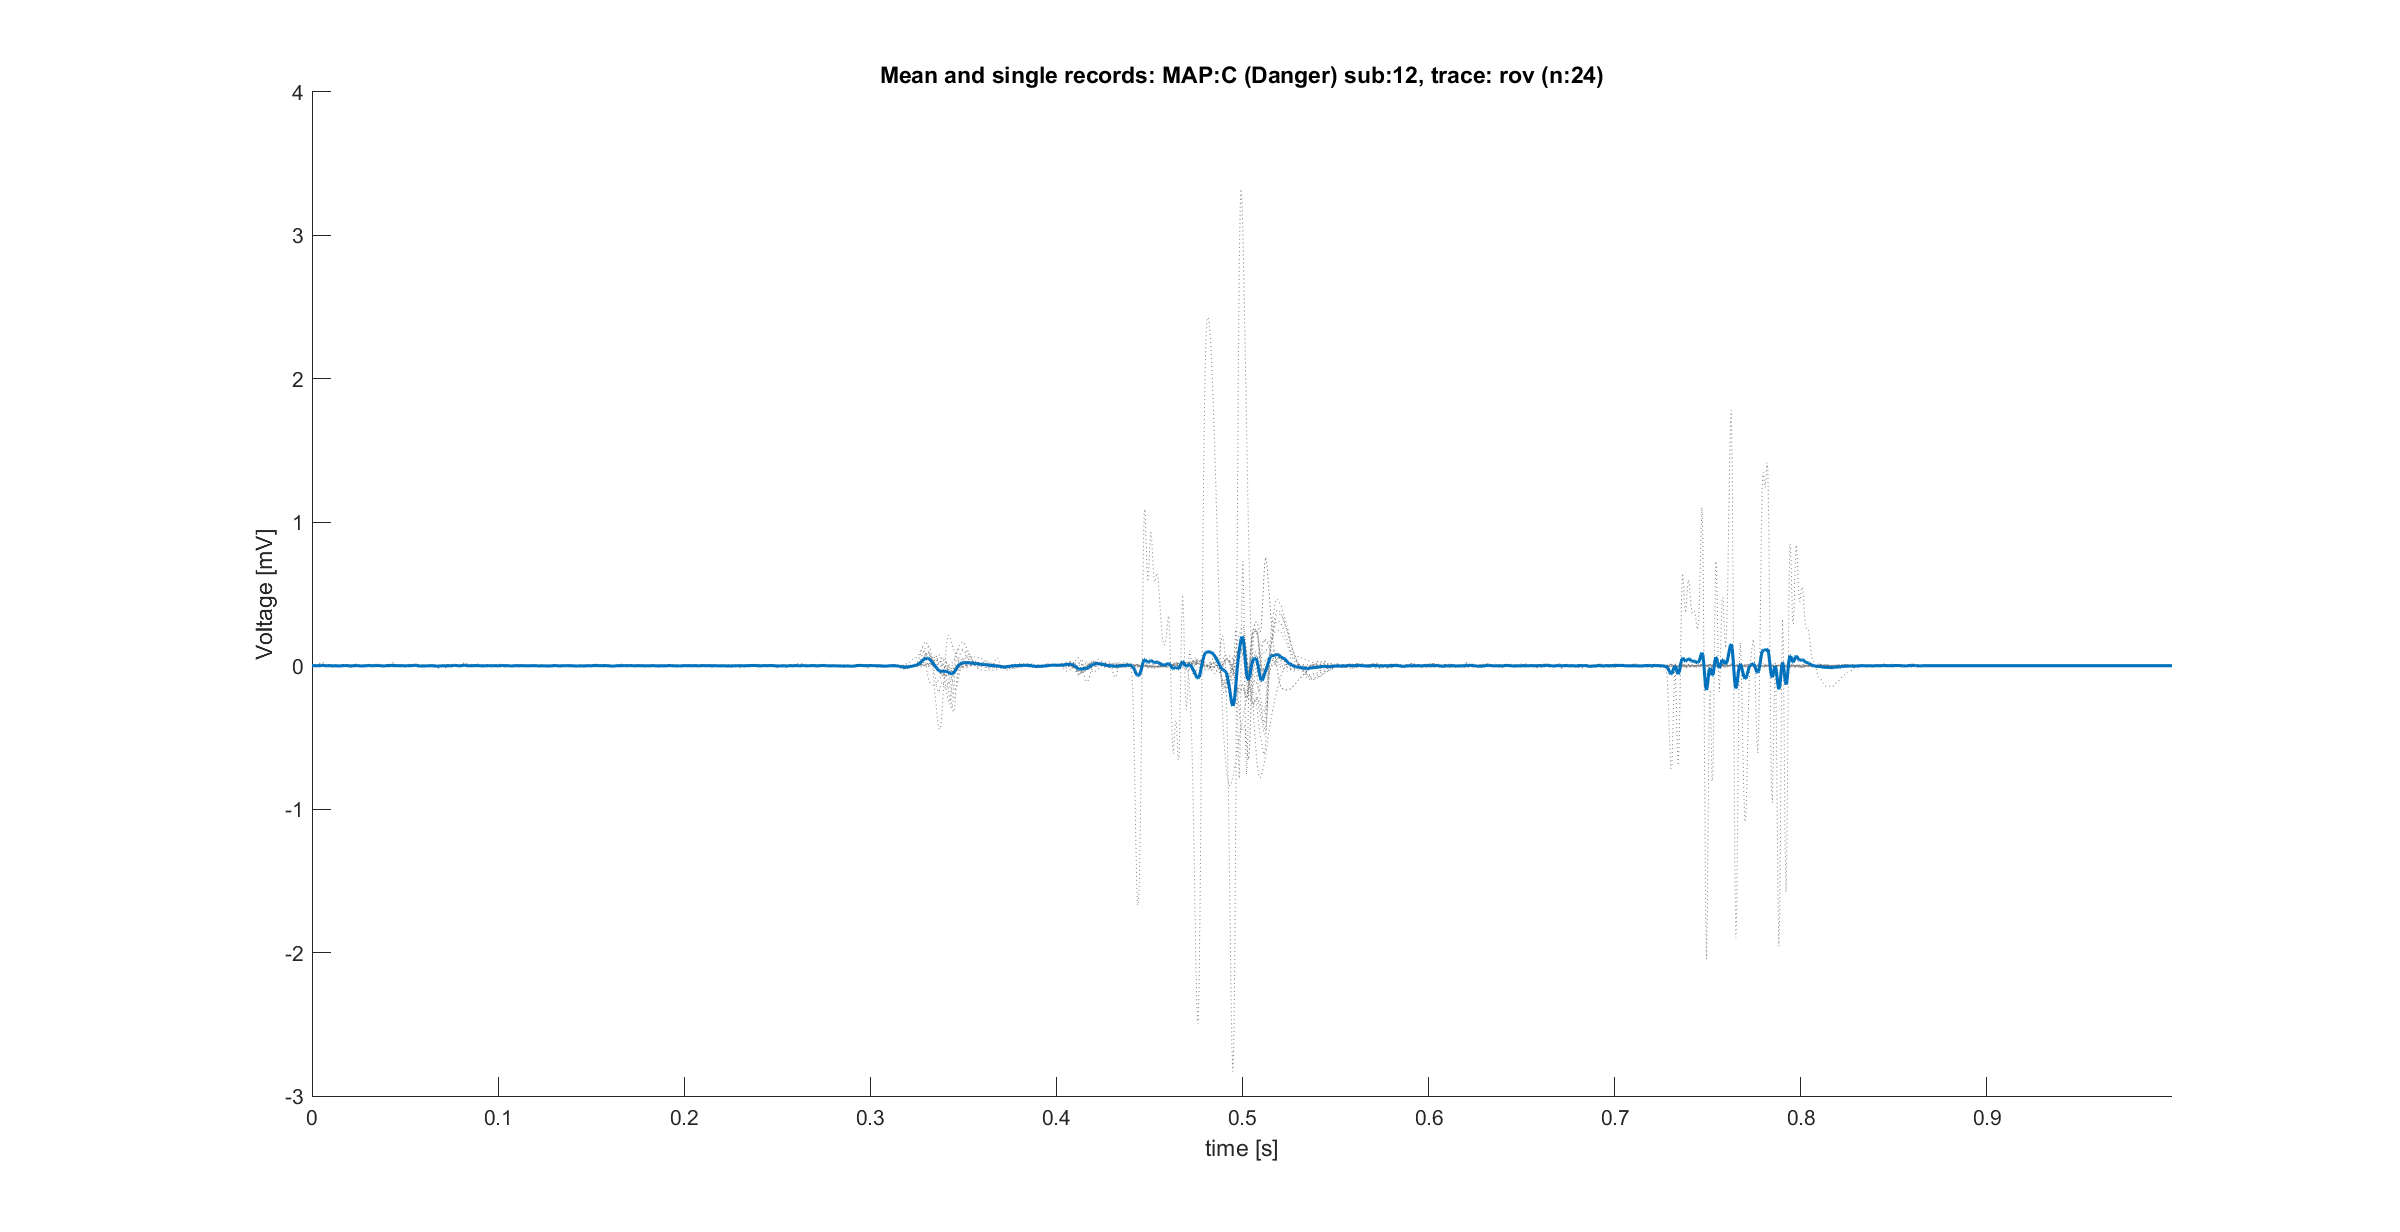 Mean and single records: MAP:C (Danger) sub:12, trace: rov (n:24)
4
3
2
1
0
-1
-2
-3
Voltage [mV]
0 0.1 0.2 0.3 0.4 0.5 0.6 0.7 0.8 0.9
time [s]